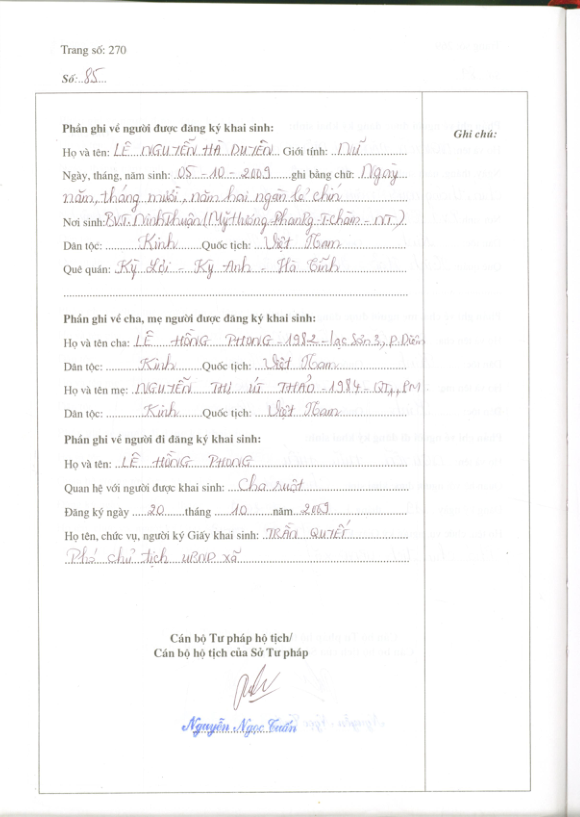 Trang số: 270
Số: 85
Ghi chú:
Phần ghi về người được đăng ký khai sinh:
Họ và tên: LÊ NGUYỄN HÀ DUYÊN Giới tính: Nữ
Ngày, tháng, năm sinh: 05 - 10 - 2009 ghi bằng chữ: Ngày
năm, tháng mười, năm hai ngàn lẻ chín
Nơi sinh: BVT. Ninh Thuận (Mỹ Hương - Phan Rg - T chàm - NT.)
Dân tộc: Kinh Quốc tịch: Việt Nam
Quê quán: Kỳ Lợi - Kỳ Anh - Hà Tĩnh
Phần ghi về cha, mẹ người được đăng ký khai sinh:
Họ và tên cha: LÊ HỒNG PHONG - 1982 - Lạc Sơn 3, P. Diêm
Dân tộc: Kinh Quốc tịch: Việt Nam
Họ và tên mẹ: NGUYỄN THỊ ÚT THẢO - 1984 - QT1, PM
Dân tộc: Kinh Quốc tịch: Việt Nam
Phần ghi về người đi đăng ký khai sinh:
Họ và tên: LÊ HỒNG PHONG
Quan hệ với người được khai sinh: Cha ruột
Đăng ký ngày 20 tháng 10 năm 2009
Họ tên, chức vụ, người ký Giấy khai sinh: TRẦN QUYẾT
Phó chủ tịch UBND xã
Cán bộ Tư pháp hộ tịch/
Cán bộ hộ tịch của Sở Tư pháp
Nguyễn Ngọc Tuấn